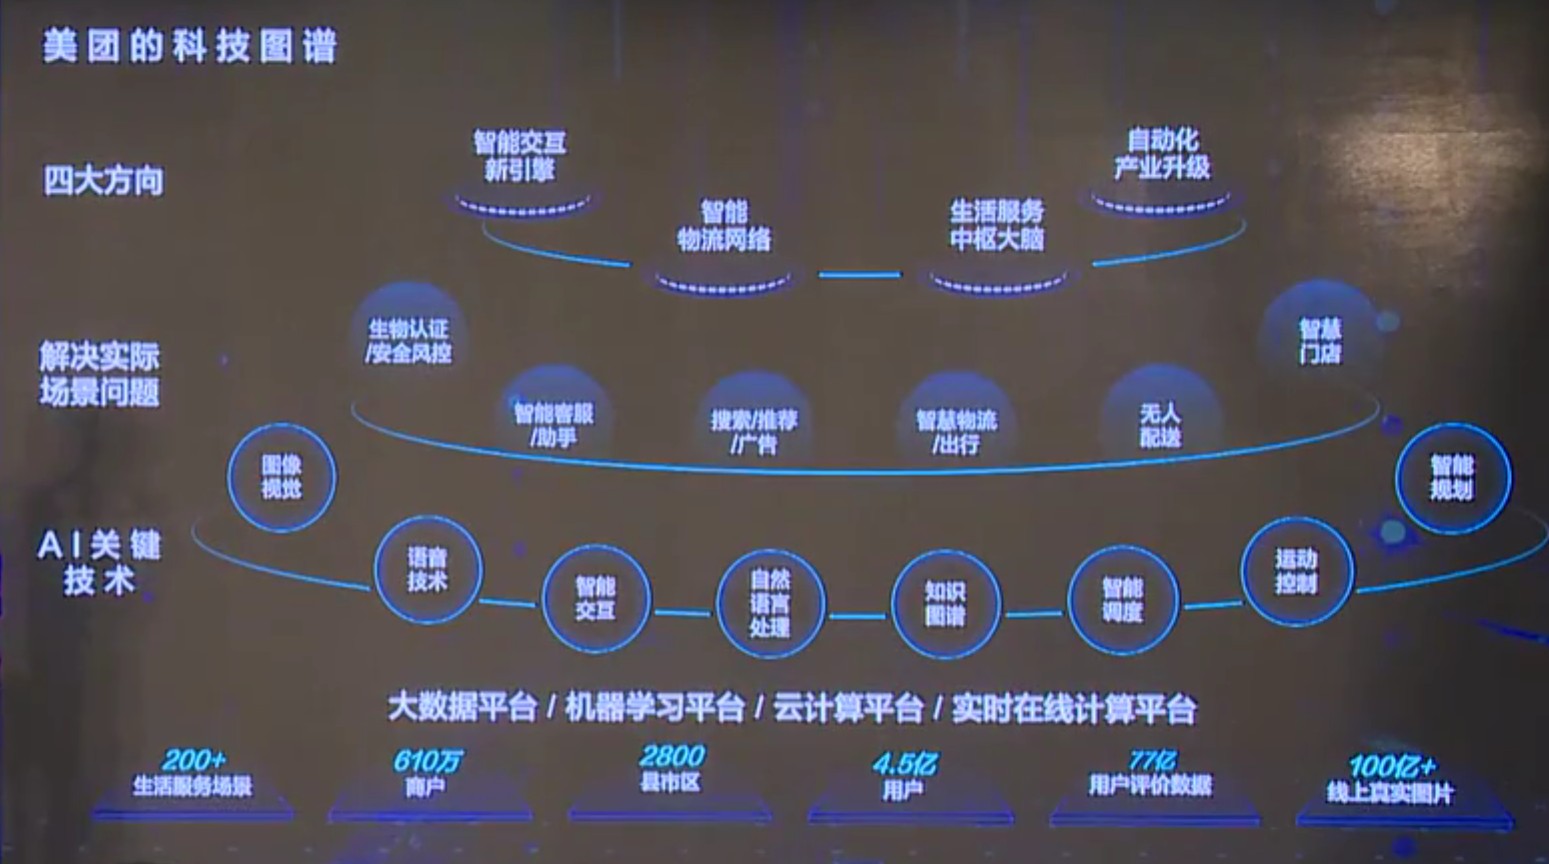 美团的科技图谱
四大方向
智能交互
新引擎
智能
物流网络
生活服务
中枢大脑
自动化
产业升级
解决实际
场景问题
生物认证
/安全风控
智能客服
/助手
搜索/推荐
/广告
智慧物流
/出行
无人
配送
智慧
门店
AI关键
技术
图像
视觉
语音
技术
智能
交互
自然
语言
处理
知识
图谱
智能
调度
运动
控制
智能
规划
大数据平台 / 机器学习平台 / 云计算平台 / 实时在线计算平台
200+
生活服务场景
610万
商户
2800
县市区
4.5亿
用户
77亿
用户评价数据
100亿+
线上真实图片